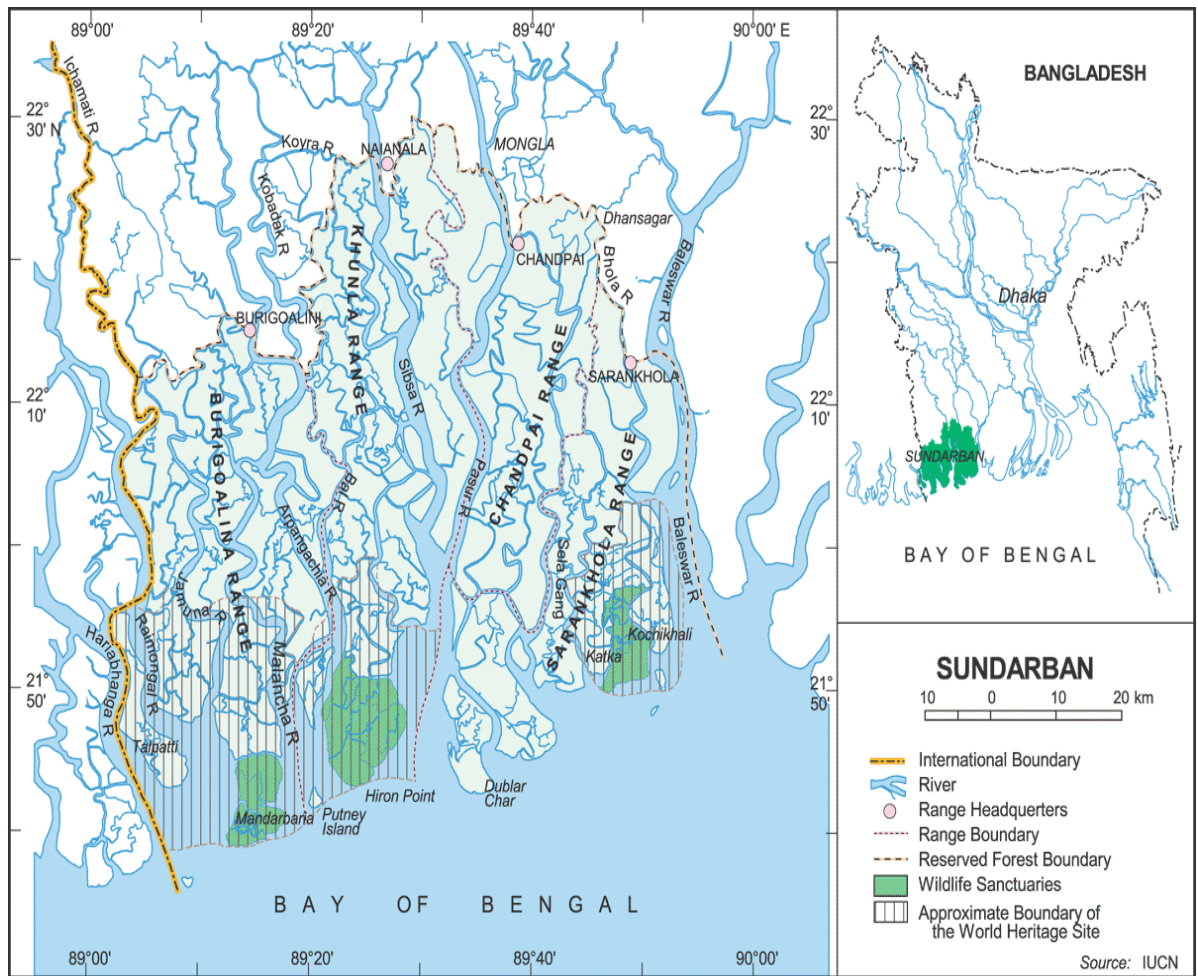 89°00'
89°20'
89°40'
90°00' E
22°
30' N
22°
10'
21°
50'
Ichamati R
Koyra R
NAIANALA
MONGLA
Kobadak R
Dhansagar
CHANDPAI
Bhola R
Baleswar R
KHUNLA RANGE
BURIGOALINI
SARANKHOLA
Sibsa R
BURIGOALINA RANGE
CHANDPAI RANGE
SARANKHOLA RANGE
Pasur R
Bal R
Arpangachia R
Sela Gang
Baleswar R
Jamuna R
Raimongal R
Hariabhanga R
Malancha R
Kochikhali
Katka
Talpatti
Hiron Point
Dublar
Char
Mandarbaria
Putney
Island
BAY OF BENGAL
89°00'
89°20'
89°40'
90°00'
22°
30'
22°
10'
21°
50'
BANGLADESH
Dhaka
SUNDARBAN
BAY OF BENGAL
SUNDARBAN
10 0 10 20 km
International Boundary
River
Range Headquerters
Range Boundary
Reserved Forest Boundary
Wildlife Sanctuaries
Approximate Boundary of
the World Heritage Site
Source: IUCN